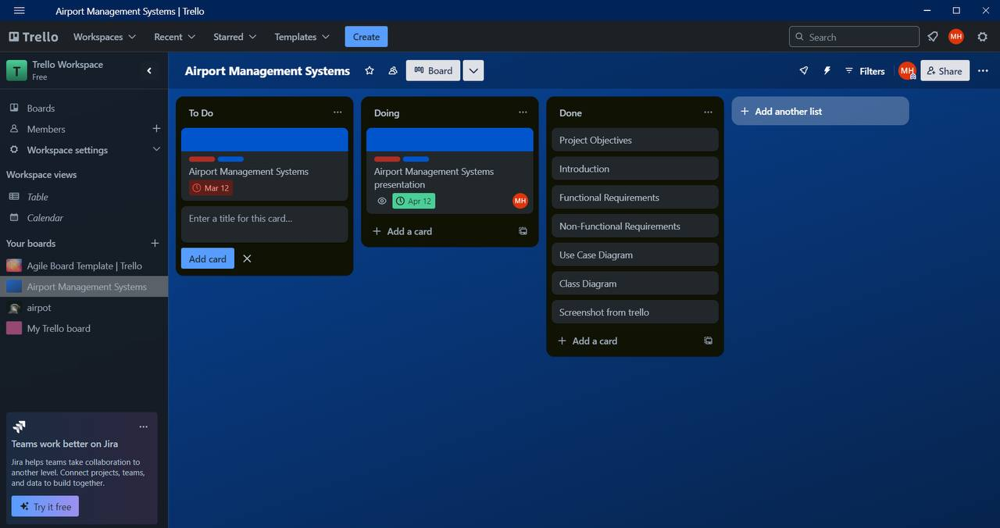 Airport Management Systems | Trello
Trello
Workspaces
Recent
Starred
Templates
Create
Search
MH
T
Trello Workspace
Free
Boards
Members
Workspace settings
Workspace views
Table
Calendar
Your boards
Agile Board Template | Trello
Airport Management Systems
airpot
My Trello board
Teams work better on Jira
Jira helps teams take collaboration to
another level. Connect projects, teams,
and data to build together.
Try it free
Airport Management Systems
Board
Filters
MH
Share
To Do
Airport Management Systems
Mar 12
Enter a title for this card...
Add card
Doing
Airport Management Systems
presentation
Apr 12
MH
Add a card
Done
Project Objectives
Introduction
Functional Requirements
Non-Functional Requirements
Use Case Diagram
Class Diagram
Screenshot from trello
Add a card
Add another list